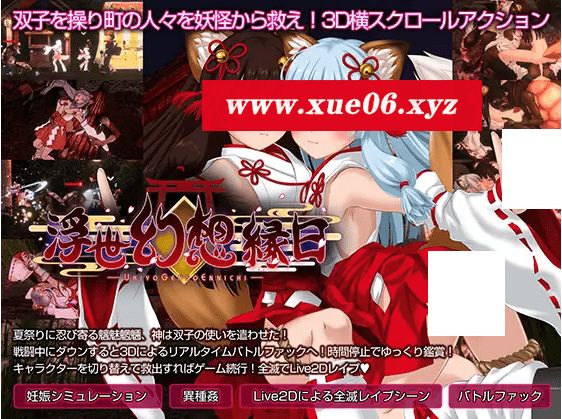 双子を操り町の人々を妖怪から救え！3D横スクロールアクション
www.xue06.xyz
浮世幻想縁日
UKIYOGENSOENNICHI
夏祭りに忍び寄る魑魅魍魎、神は双子の使いを遣わせた！
戦闘中にダウンすると3Dによるリアルタイムバトルファックへ！時間停止でゆっくり鑑賞！
キャラクターを切り替えて救出すればゲーム続行！全滅でLive2Dレイプ♥
妊娠シミュレーション
異種姦
Live2Dによる全滅レイプシーン
バトルファック